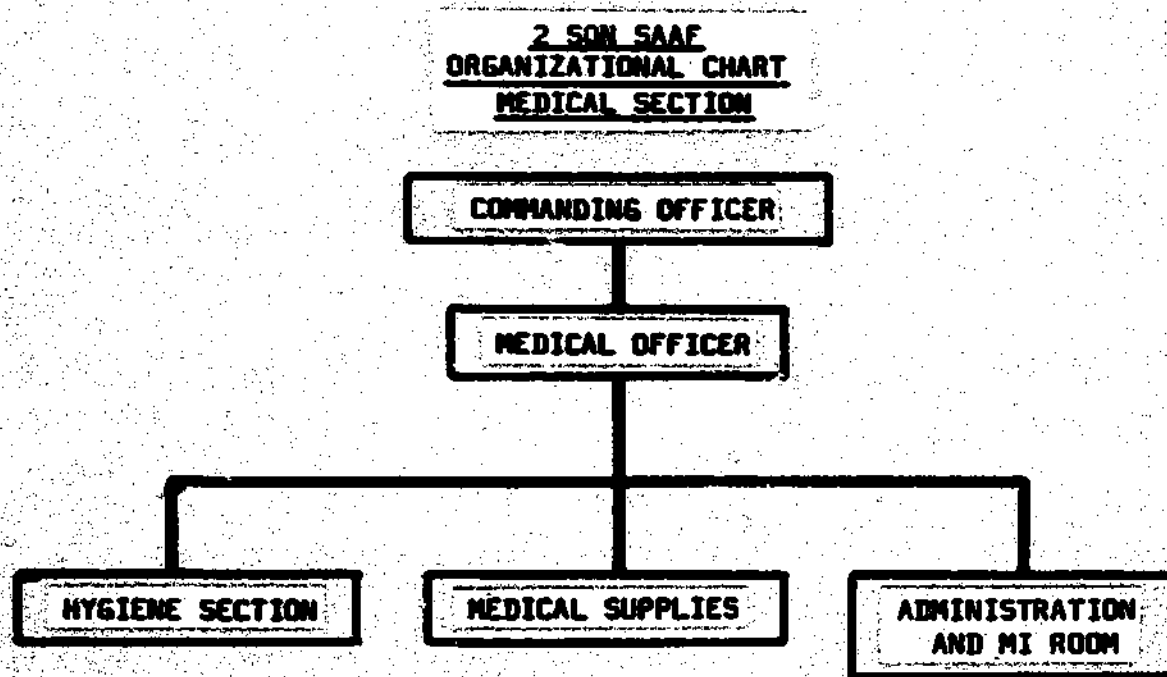 2 SQN SAAF
ORGANIZATIONAL CHART
MEDICAL SECTION
COMMANDING OFFICER
MEDICAL OFFICER
HYGIENE SECTION
MEDICAL SUPPLIES
ADMINISTRATION
AND MI ROOM